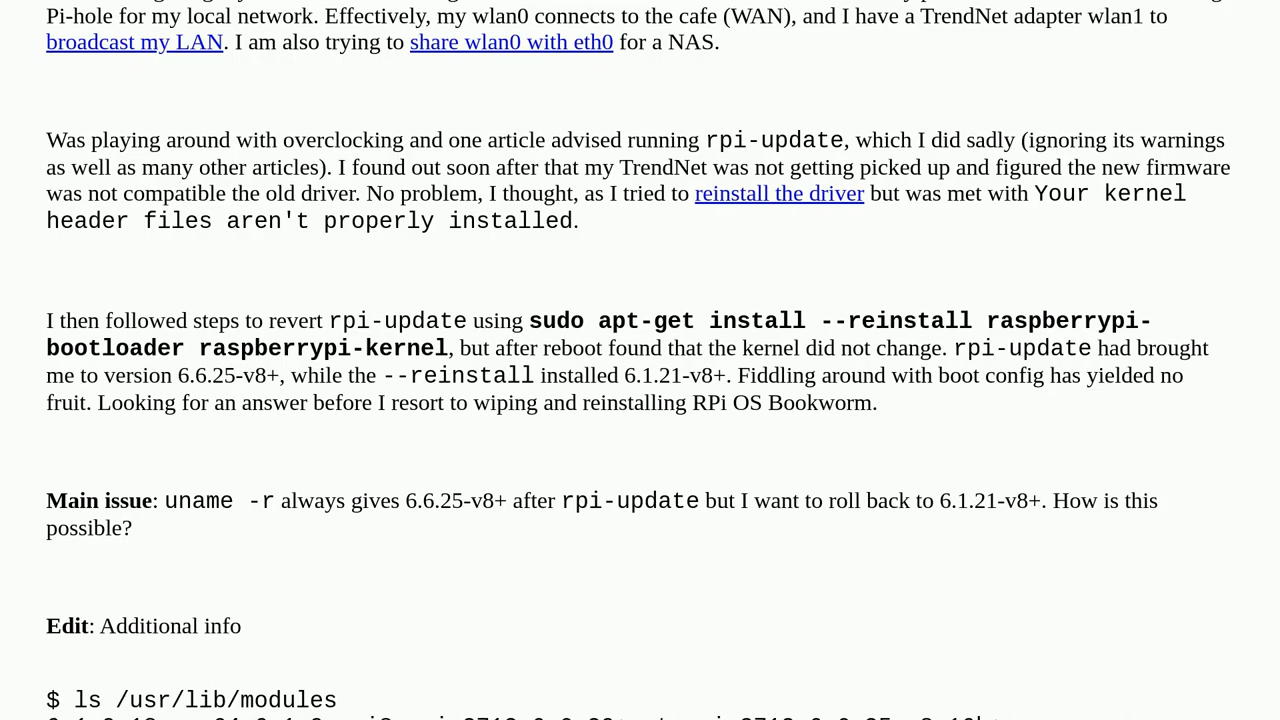 Pi-hole for my local network. Effectively, my wlan0 connects to the cafe (WAN), and I have a TrendNet adapter wlan1 to
broadcast my LAN. I am also trying to share wlan0 with eth0 for a NAS.
Was playing around with overclocking and one article advised running rpi-update, which I did sadly (ignoring its warnings
as well as many other articles). I found out soon after that my TrendNet was not getting picked up and figured the new firmware
was not compatible the old driver. No problem, I thought, as I tried to reinstall the driver but was met with Your kernel
header files aren't properly installed.
I then followed steps to revert rpi-update using sudo apt-get install --reinstall raspberrypi-
bootloader raspberrypi-kernel, but after reboot found that the kernel did not change. rpi-update had brought
me to version 6.6.25-v8+, while the --reinstall installed 6.1.21-v8+. Fiddling around with boot config has yielded no
fruit. Looking for an answer before I resort to wiping and reinstalling RPi OS Bookworm.
Main issue: uname -r always gives 6.6.25-v8+ after rpi-update but I want to roll back to 6.1.21-v8+. How is this
possible?
Edit: Additional info
$ ls /usr/lib/modules